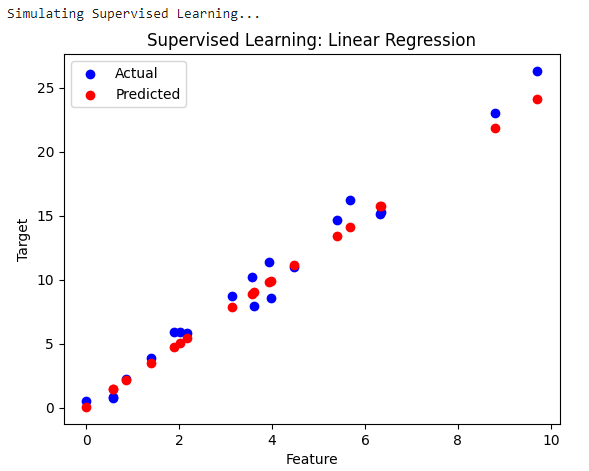 Simulating Supervised Learning...
Supervised Learning: Linear Regression
Actual
Predicted
25
20
15
10
5
0
Target
0 2 4 6 8 10
Feature